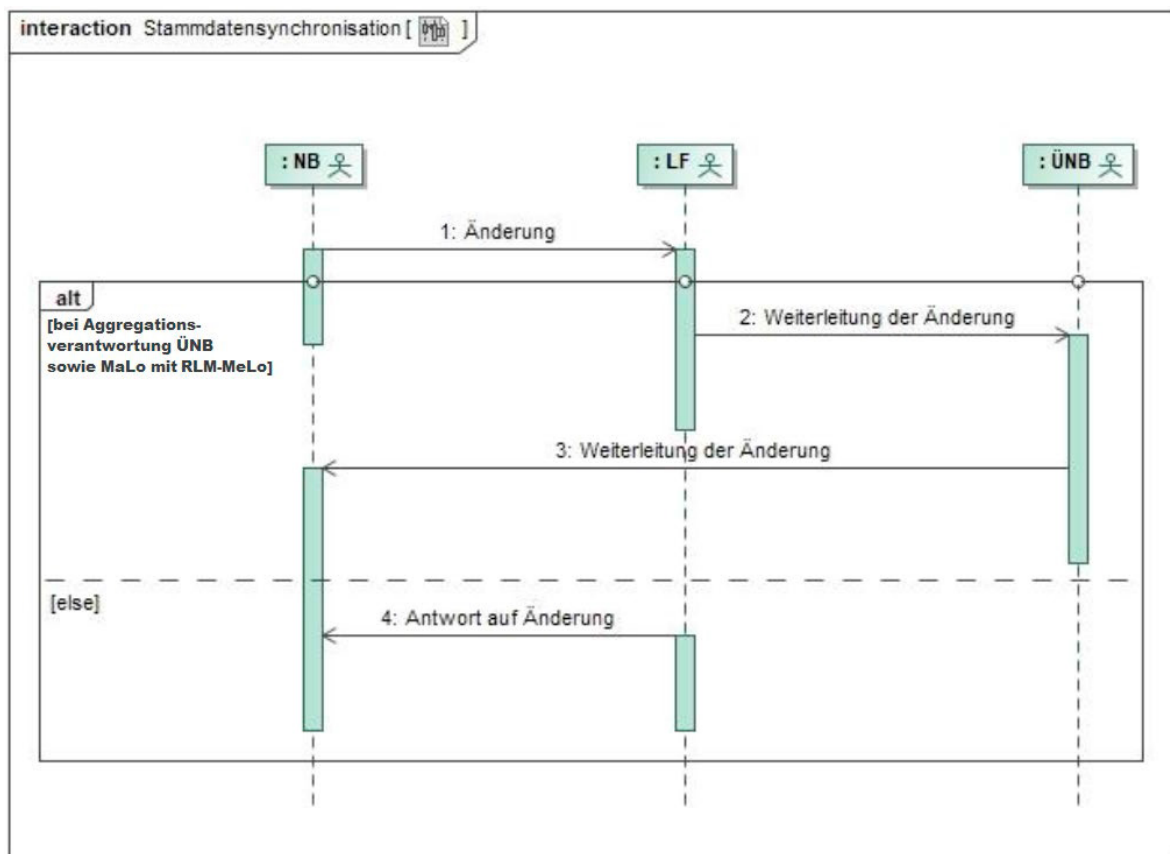 interaction Stammdatensynchronisation [ ]
: NB
: LF
: ÜNB
1: Änderung
alt
[bei Aggregations-
verantwortung ÜNB
sowie MaLo mit RLM-MeLo]
2: Weiterleitung der Änderung
3: Weiterleitung der Änderung
[else]
4: Antwort auf Änderung